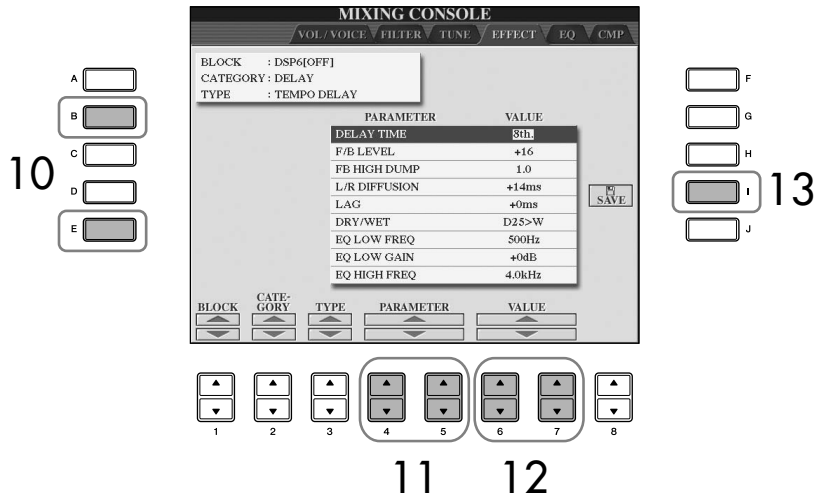 MIXING CONSOLE
VOL / VOICE FILTER TUNE EFFECT EQ CMP
BLOCK : DSP6[OFF]
CATEGORY : DELAY
TYPE : TEMPO DELAY
PARAMETER VALUE
DELAY TIME 8th.
F/B LEVEL +16
FB HIGH DUMP 1.0
L/R DIFFUSION +14ms
LAG +0ms
DRY/WET D25>W
EQ LOW FREQ 500Hz
EQ LOW GAIN +0dB
EQ HIGH FREQ 4.0kHz
SAVE
BLOCK CATE-GORY TYPE PARAMETER VALUE
A
B
C
D
E
10
F
G
H
I
J
13
1 2 3 4 5 6 7 8
11 12